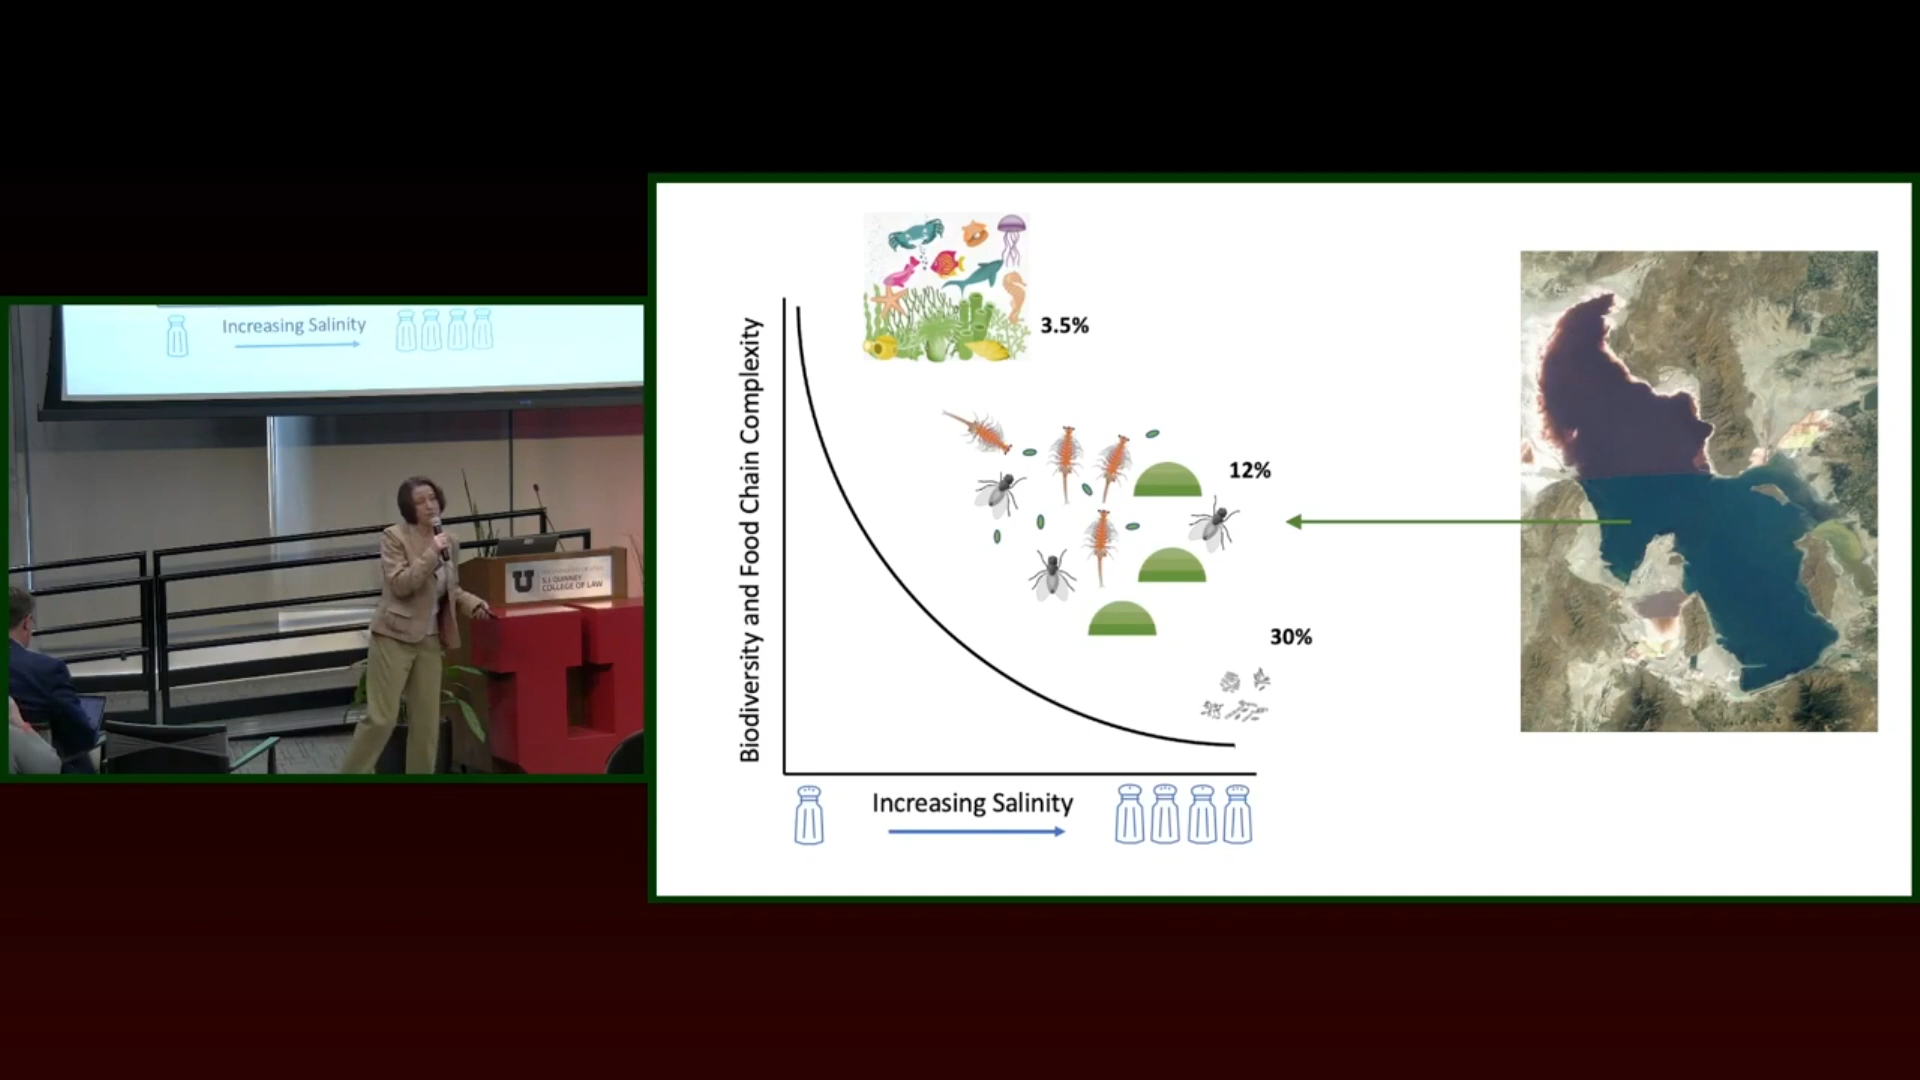 Increasing Salinity
S.J. QUINNEY
COLLEGE OF LAW
3.5%
12%
30%
Biodiversity and Food Chain Complexity
Increasing Salinity